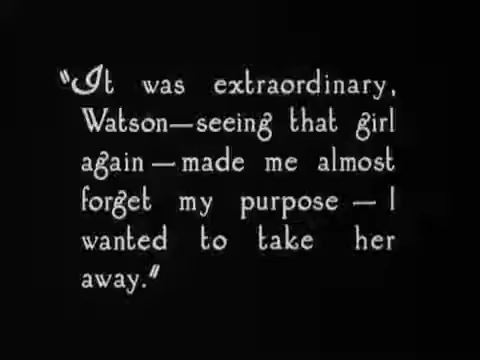 "It was extraordinary,
Watson—seeing that girl
again—made me almost
forget my purpose—I
wanted to take her
away."